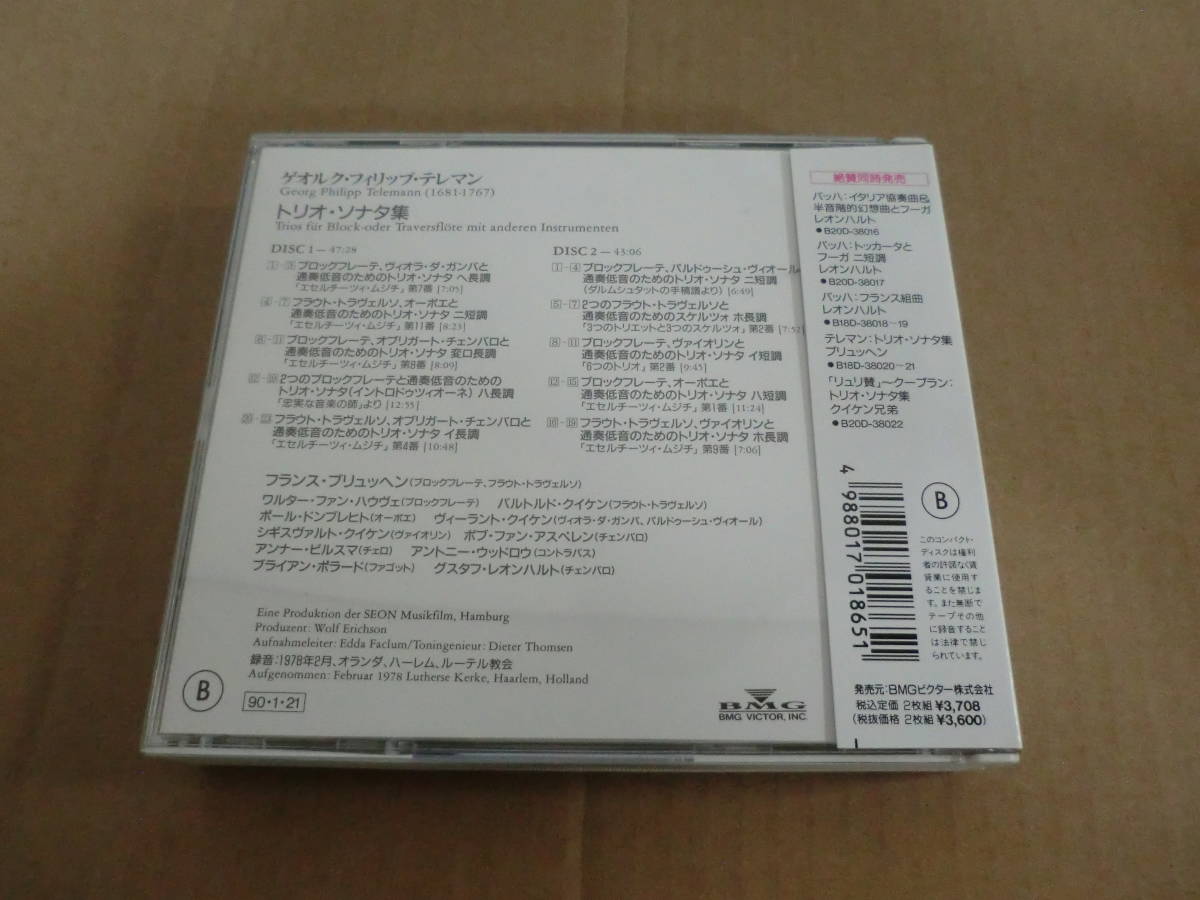 ゲオルク・フィリップ・テレマン
Georg Philipp Telemann (1681-1767)
トリオ・ソナタ集
Trios für Block-oder Traversflöte mit anderen Instrumenten
DISC 1 — 47:28
1-3 ブロックフレーテ、ヴィオラ・ダ・ガンバと
通奏低音のためのトリオ・ソナタ ヘ長調
「エセルチーツィ・ムジチ」第7番 [7:05]
4-7 フラウト・トラヴェルソ、オーボエと
通奏低音のためのトリオ・ソナタ ニ短調
「エセルチーツィ・ムジチ」第11番 [8:23]
8-11 ブロックフレーテ、オブリガート・チェンバロと
通奏低音のためのトリオ・ソナタ 変ロ長調
「エセルチーツィ・ムジチ」第8番 [8:09]
2つのブロックフレーテと通奏低音のための
トリオ・ソナタ(イントロドゥツィオーネ) ハ長調
「忠実な音楽の師」より [12:55]
フラウト・トラヴェルソ、オブリガート・チェンバロと
通奏低音のためのトリオ・ソナタ イ長調
「エセルチーツィ・ムジチ」第4番 [10:48]
DISC 2 — 43:06
1-4 ブロックフレーテ、パルドゥーシュ・ヴィオールと
通奏低音のためのトリオ・ソナタ ニ短調
(ダルムシュタットの手稿譜より) [6:49]
5-7 2つのフラウト・トラヴェルソと
通奏低音のためのスケルツォ ホ長調
「3つのトリエットと3つのスケルツォ」第2番 [7:52]
8-11 ブロックフレーテ、ヴァイオリンと
通奏低音のためのトリオ・ソナタ イ短調
「6つのトリオ」第2番 [9:45]
12-15 ブロックフレーテ、オーボエと
通奏低音のためのトリオ・ソナタ ハ短調
「エセルチーツィ・ムジチ」第1番 [11:24]
16-19 フラウト・トラヴェルソ、ヴァイオリンと
通奏低音のためのトリオ・ソナタ ホ長調
「エセルチーツィ・ムジチ」第9番 [7:06]
フランス・ブリュッヘン(ブロックフレーテ、フラウト・トラヴェルソ)
ワルター・ファン・ハウヴェ(ブロックフレーテ) バルトルド・クイケン(フラウト・トラヴェルソ)
ポール・ドンブレヒト(オーボエ) ヴィーラント・クイケン(ヴィオラ・ダ・ガンバ、パルドゥーシュ・ヴィオール)
シギスヴァルト・クイケン(ヴァイオリン) ボブ・ファン・アスペレン(チェンバロ)
アンナー・ビルスマ(チェロ) アントニー・ウッドロウ(コントラバス)
ブライアン・ポラード(ファゴット) グスタフ・レオンハルト(チェンバロ)
Eine Produktion der SEON Musikfilm, Hamburg
Produzent: Wolf Erichson
Aufnahmeleiter: Edda Faclum/Toningenieur: Dieter Thomsen
録音:1978年2月、オランダ、ハーレム、ルーテル教会
Aufgenommen: Februar 1978 Lutherse Kerke, Haarlem, Holland
B
90・1・21
BMG
BMG VICTOR, INC.
絶賛同時発売
バッハ:イタリア協奏曲&
半音階的幻想曲とフーガ
レオンハルト
●B20D-38016
バッハ:トッカータと
フーガ ニ短調
レオンハルト
●B20D-38017
バッハ:フランス組曲
レオンハルト
●B18D-38018~19
テレマン:トリオ・ソナタ集
ブリュッヘン
●B18D-38020~21
「リュリ賛」~クープラン:
トリオ・ソナタ集
クイケン兄弟
●B20D-38022
4 988017 018651
B
このコンパクト・
ディスクは権利
者の許諾なく賃
貸業に使用す
ることを禁じま
す。また無断で
テープその他
に録音すること
は法律で禁じ
られています。
発売元:BMGビクター株式会社
税込定価 2枚組 ¥3,708
(税抜価格 2枚組 ¥3,600)